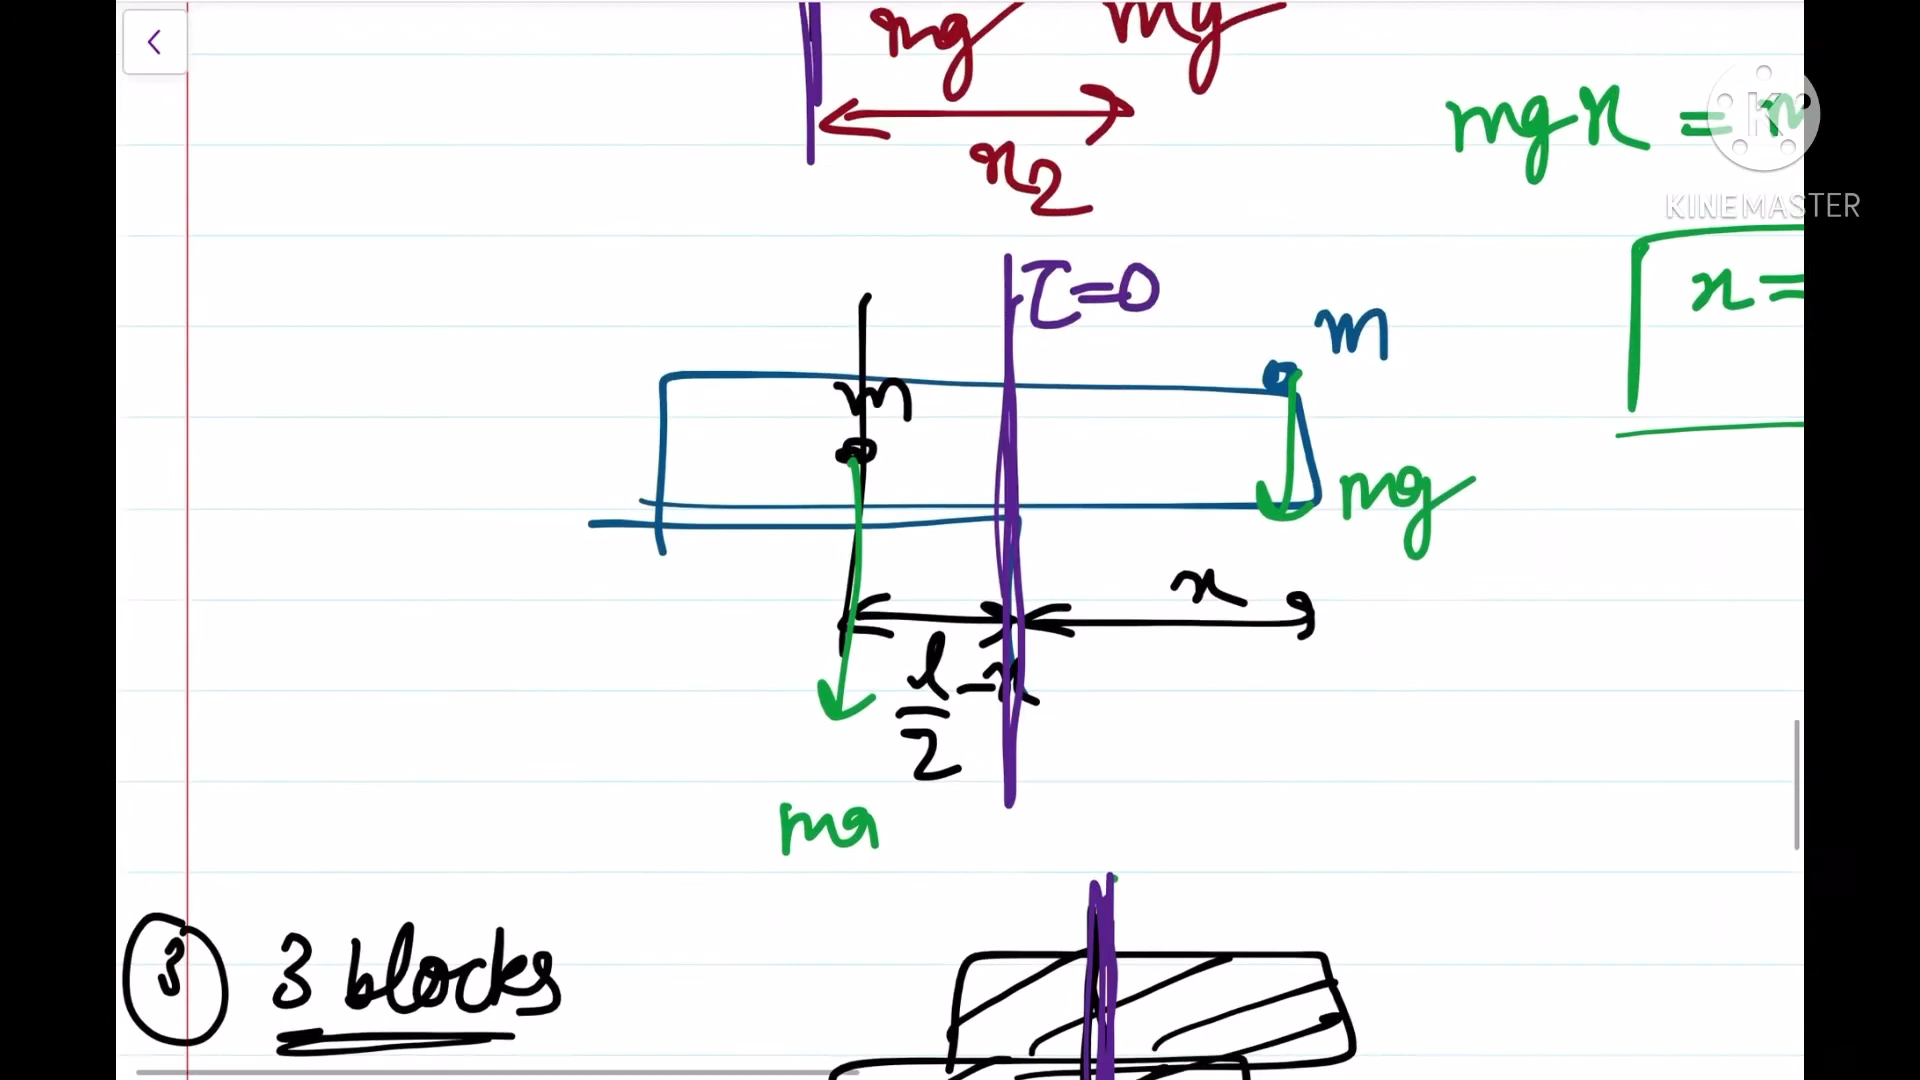 mg mg
x2
mgx = m
K
KINEMASTER
τ=0
x=
m
m
mg
x
l/2 -x
mg
3 3 blocks